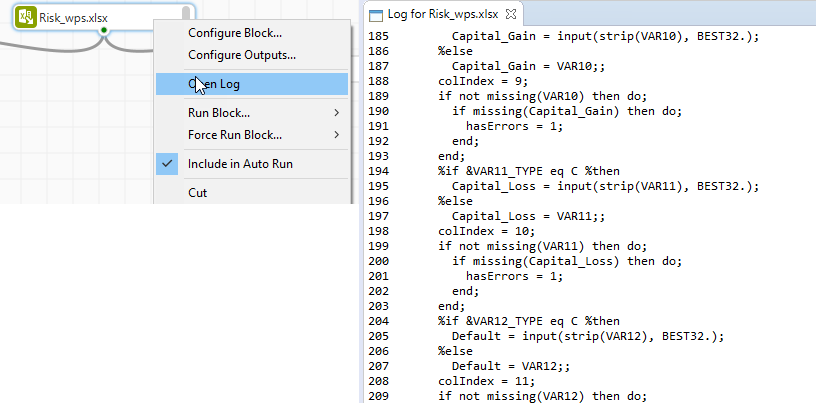 Risk_wps.xlsx
Configure Block...
Configure Outputs...
Open Log
Run Block...
Force Run Block...
Include in Auto Run
Cut
Log for Risk_wps.xlsx
185 Capital_Gain = input(strip(VAR10), BEST32.);
186 %else
187 Capital_Gain = VAR10;;
188 colIndex = 9;
189 if not missing(VAR10) then do;
190 if missing(Capital_Gain) then do;
191 hasErrors = 1;
192 end;
193 end;
194 %if &VAR11_TYPE eq C %then
195 Capital_Loss = input(strip(VAR11), BEST32.);
196 %else
197 Capital_Loss = VAR11;;
198 colIndex = 10;
199 if not missing(VAR11) then do;
200 if missing(Capital_Loss) then do;
201 hasErrors = 1;
202 end;
203 end;
204 %if &VAR12_TYPE eq C %then
205 Default = input(strip(VAR12), BEST32.);
206 %else
207 Default = VAR12;;
208 colIndex = 11;
209 if not missing(VAR12) then do;